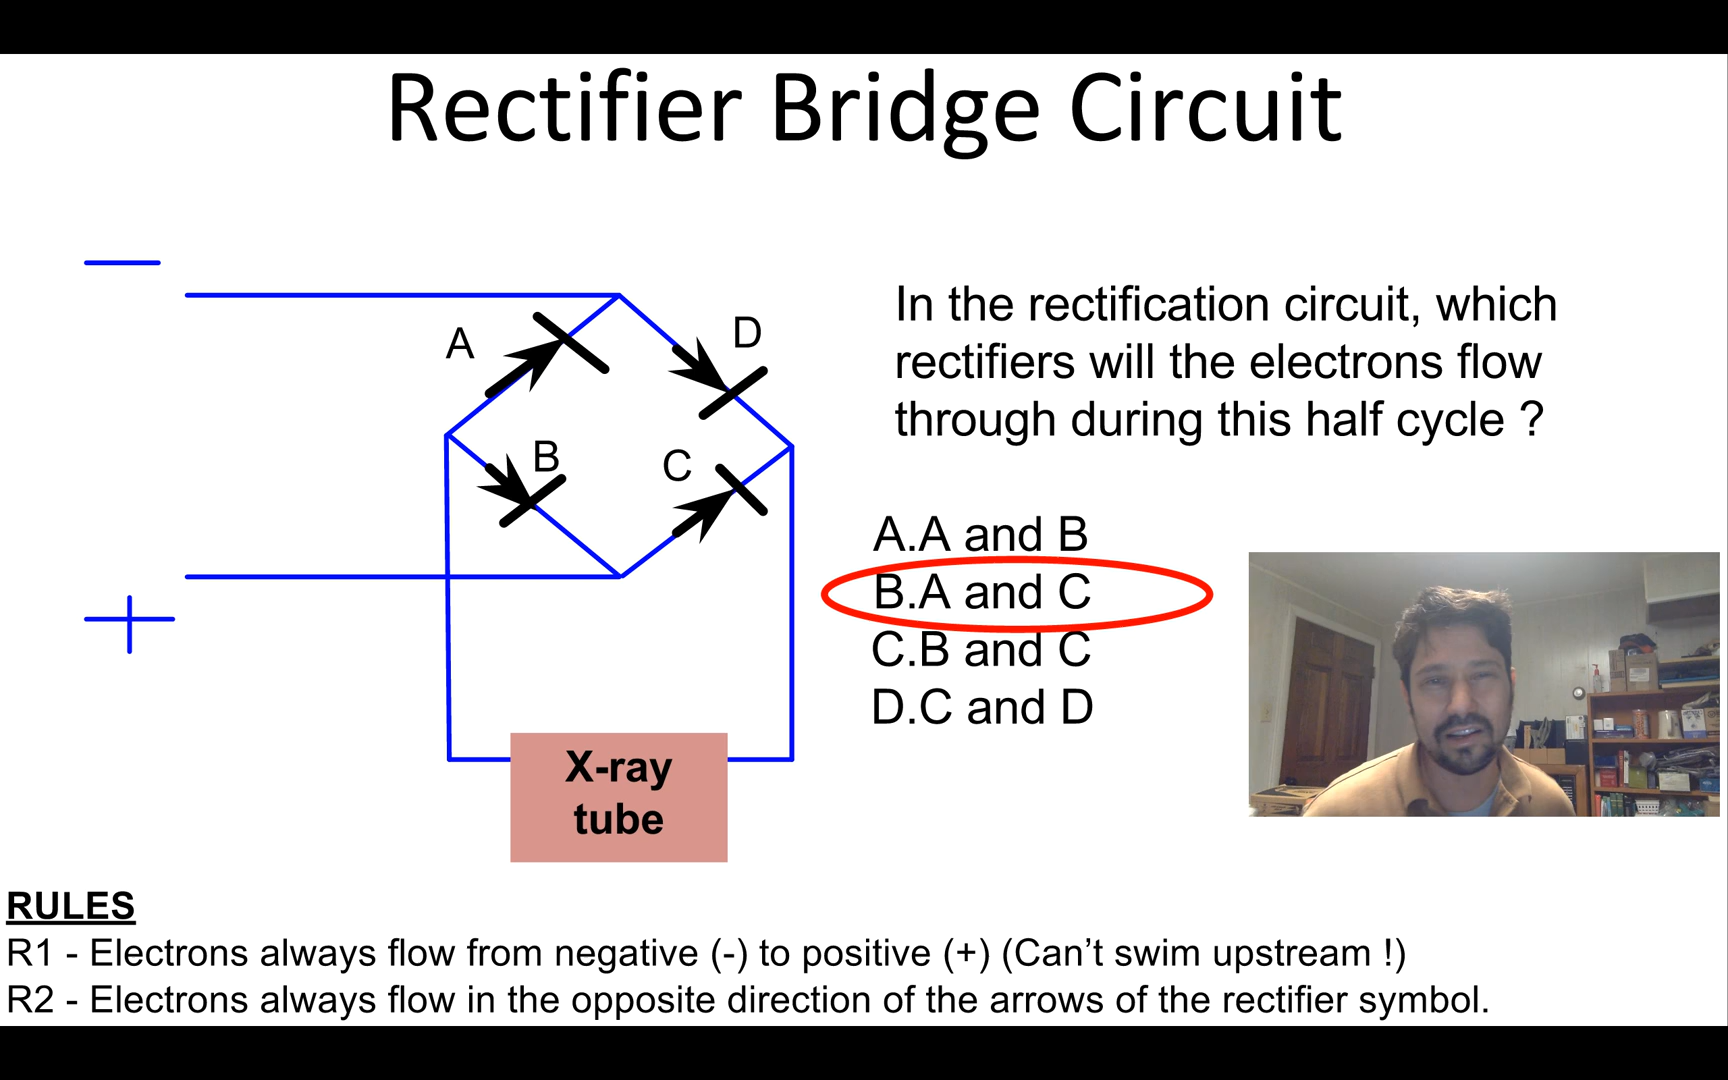 Rectifier Bridge Circuit
A
D
B
C
In the rectification circuit, which
rectifiers will the electrons flow
through during this half cycle ?
A.A and B
B.A and C
C.B and C
D.C and D
X-ray
tube
RULES
R1 - Electrons always flow from negative (-) to positive (+) (Can't swim upstream !)
R2 - Electrons always flow in the opposite direction of the arrows of the rectifier symbol.